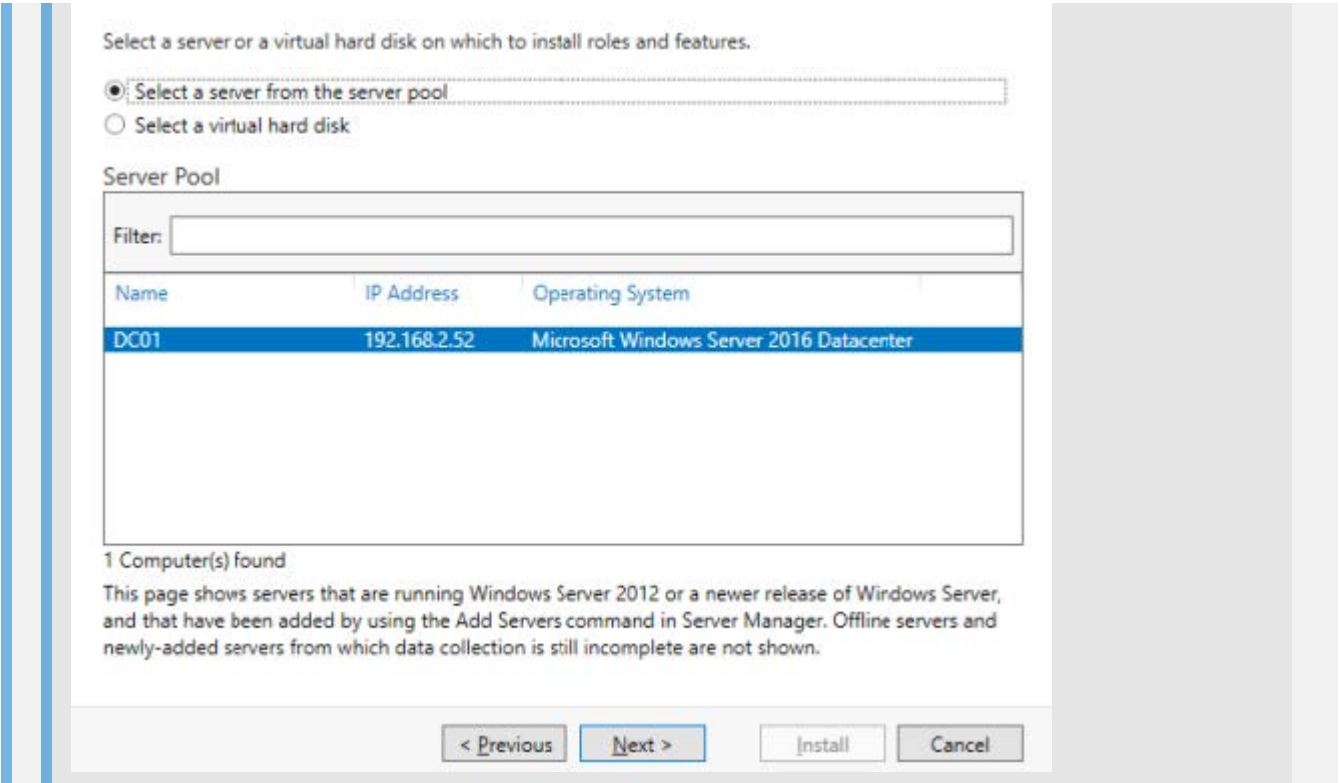 Select a server or a virtual hard disk on which to install roles and features.
Select a server from the server pool
Select a virtual hard disk
Server Pool
Filter:
Name IP Address Operating System
DC01 192.168.2.52 Microsoft Windows Server 2016 Datacenter
1 Computer(s) found
This page shows servers that are running Windows Server 2012 or a newer release of Windows Server,
and that have been added by using the Add Servers command in Server Manager. Offline servers and
newly-added servers from which data collection is still incomplete are not shown.
< Previous Next > Install Cancel